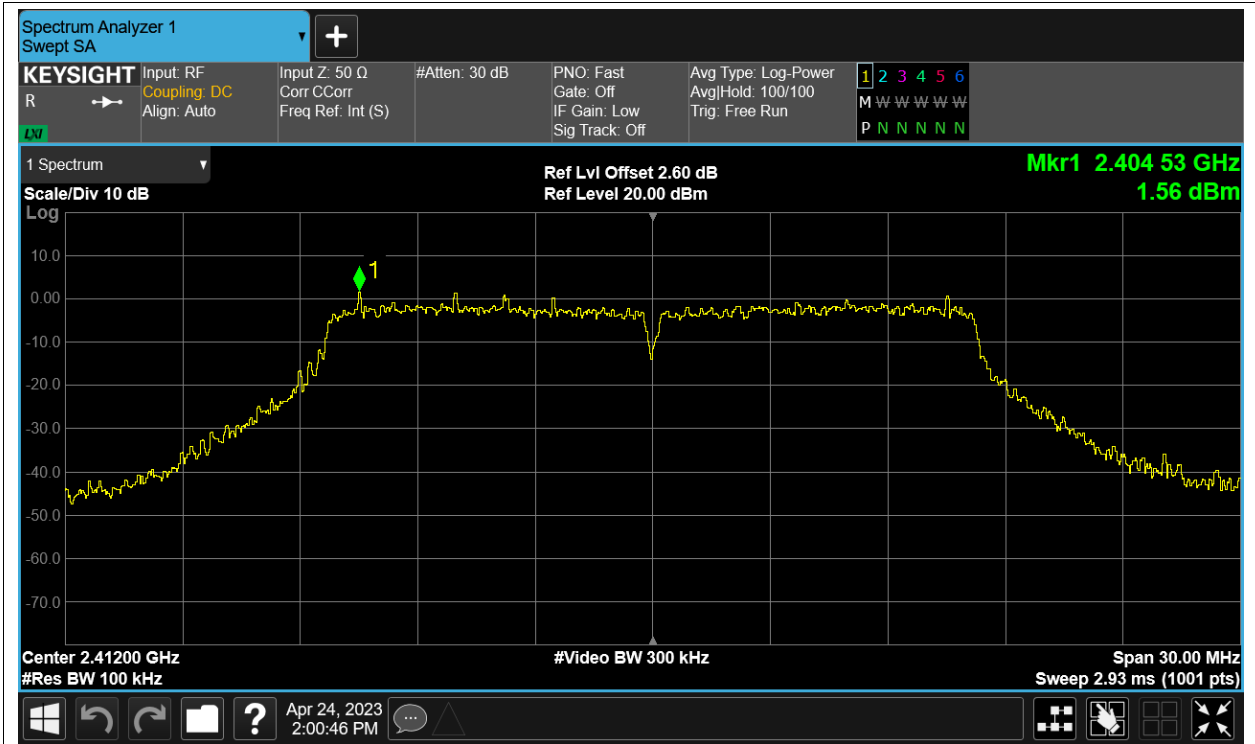 Spectrum Analyzer 1
Swept SA
KEYSIGHT
R
LXI
Input: RF
Coupling: DC
Align: Auto
Input Z: 50 Ω
Corr CCorr
Freq Ref: Int (S)
#Atten: 30 dB
PNO: Fast
Gate: Off
IF Gain: Low
Sig Track: Off
Avg Type: Log-Power
Avg|Hold: 100/100
Trig: Free Run
1 2 3 4 5 6
M W W W W W
P N N N N N
1 Spectrum
Scale/Div 10 dB
Log
Ref Lvl Offset 2.60 dB
Ref Level 20.00 dBm
Mkr1 2.404 53 GHz
1.56 dBm
1
10.0
0.00
-10.0
-20.0
-30.0
-40.0
-50.0
-60.0
-70.0
Center 2.41200 GHz
#Res BW 100 kHz
#Video BW 300 kHz
Span 30.00 MHz
Sweep 2.93 ms (1001 pts)
?
Apr 24, 2023
2:00:46 PM